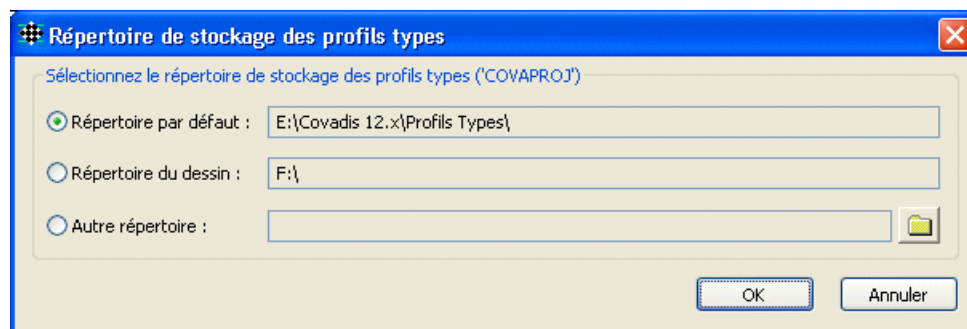 Répertoire de stockage des profils types
Sélectionnez le répertoire de stockage des profils types ('COVAPROJ')
Répertoire par défaut : E:\Covadis 12.x\Profils Types\
Répertoire du dessin : F:\
Autre répertoire :
OK Annuler